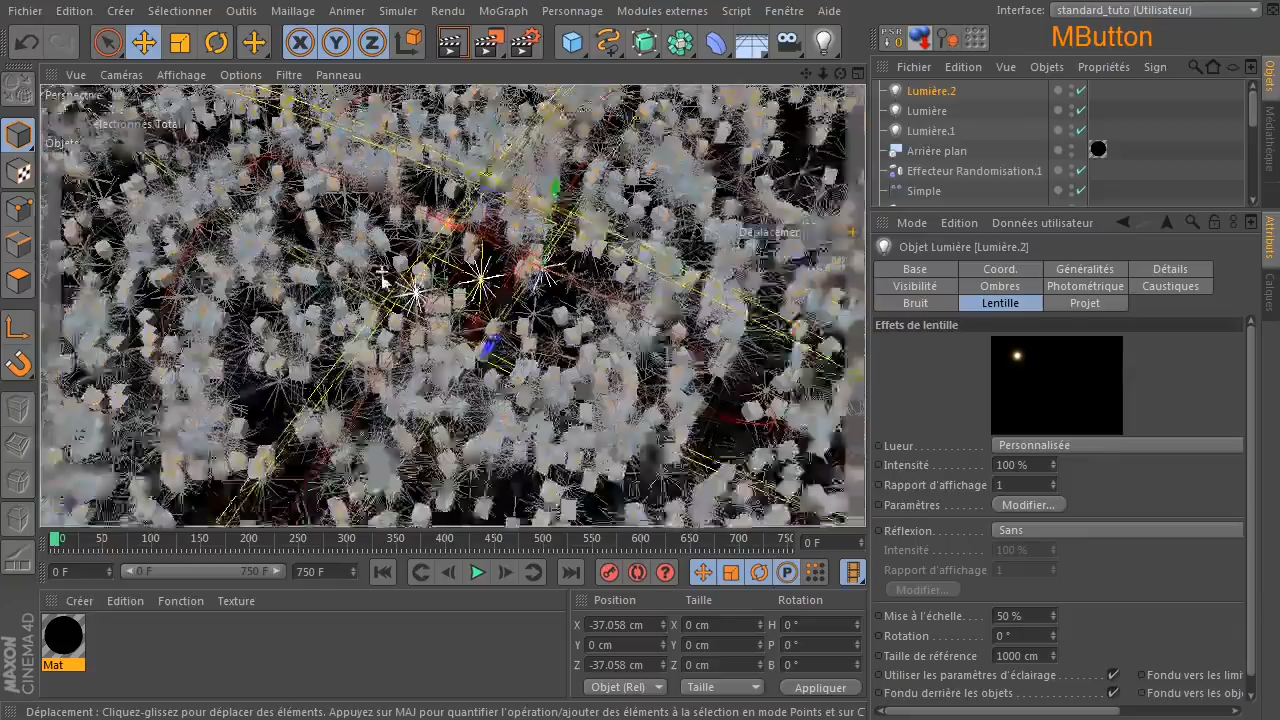 Fichier Edition Créer Sélectionner Outils Maillage Animer Simuler Rendu MoGraph Personnage Modules externes Script Fenêtre Aide Interface: standard_tuto (Utilisateur)
PSR
MButton
Vue Caméras Affichage Options Filtre Panneau
Fichier Edition Vue Objets Propriétés Sign
Perspective
Total
Objets
Déplacer
Lumière.2
Lumière
Lumière.1
Arrière plan
Effecteur Randomisation.1
Simple
Objets
Médiathèque
Attributs
Calques
Mode Edition Données utilisateur
Objet Lumière [Lumière.2]
Base Coord. Généralités Détails
Visibilité Ombres Photométrique Caustiques
Bruit Lentille Projet
Effets de lentille
Lueur Personnalisée
Intensité 100 %
Rapport d'affichage 1
Paramètres Modifier...
Réflexion Sans
Intensité 100 %
Rapport d'affichage 1
Modifier...
Mise à l'échelle 50 %
Rotation 0 °
Taille de référence 1000 cm
Utiliser les paramètres d'éclairage Fondu vers les limi
Fondu derrière les objets Fondu vers les obj
0 50 100 150 200 250 300 350 400 450 500 550 600 650 700 750 0 F
0 F 0 F 750 F 750 F
Créer Edition Fonction Texture
Mat
Position Taille Rotation
X -37.058 cm X 0 cm H 0 °
Y 0 cm Y 0 cm P 0 °
Z -37.058 cm Z 0 cm B 0 °
Objet (Rel) Taille Appliquer
MAXON
CINEMA 4D
Déplacement : Cliquez-glissez pour déplacer des éléments. Appuyez sur MAJ pour quantifier l'opération/ajouter des éléments à la sélection en mode Points et sur C